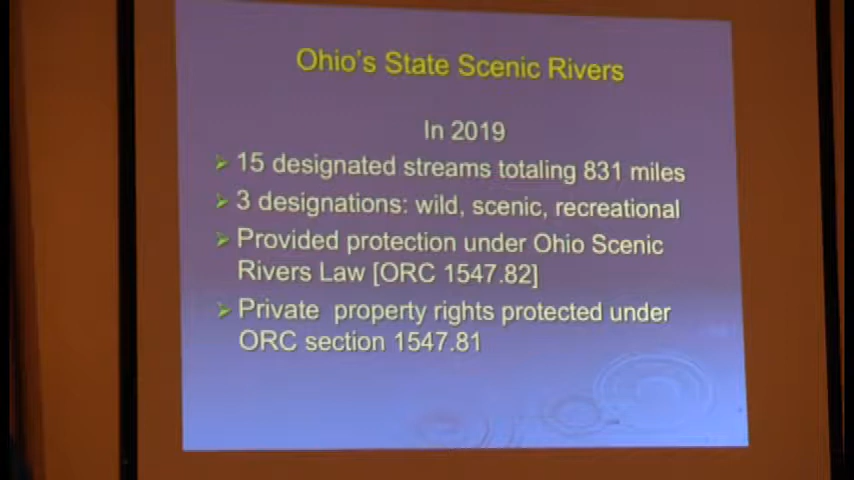 Ohio's State Scenic Rivers
In 2019
15 designated streams totaling 831 miles
3 designations: wild, scenic, recreational
Provided protection under Ohio Scenic
Rivers Law [ORC 1547.82]
Private property rights protected under
ORC section 1547.81